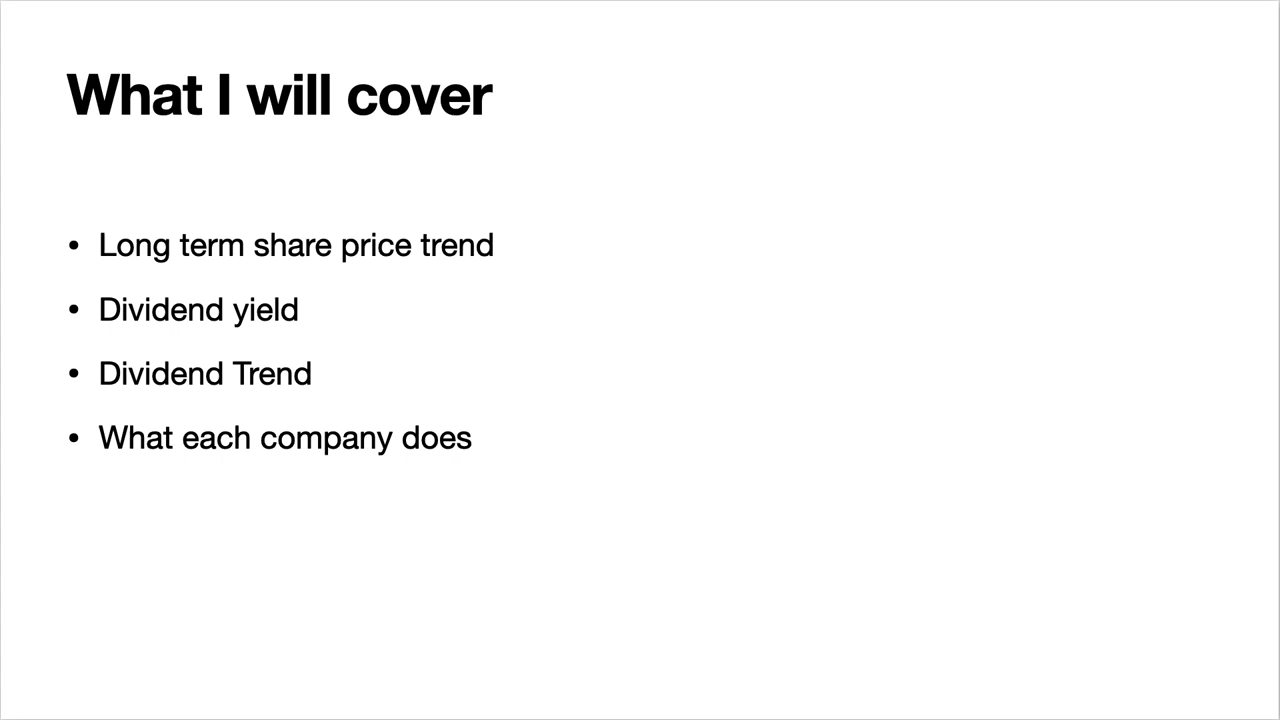 What I will cover
• Long term share price trend
• Dividend yield
• Dividend Trend
• What each company does